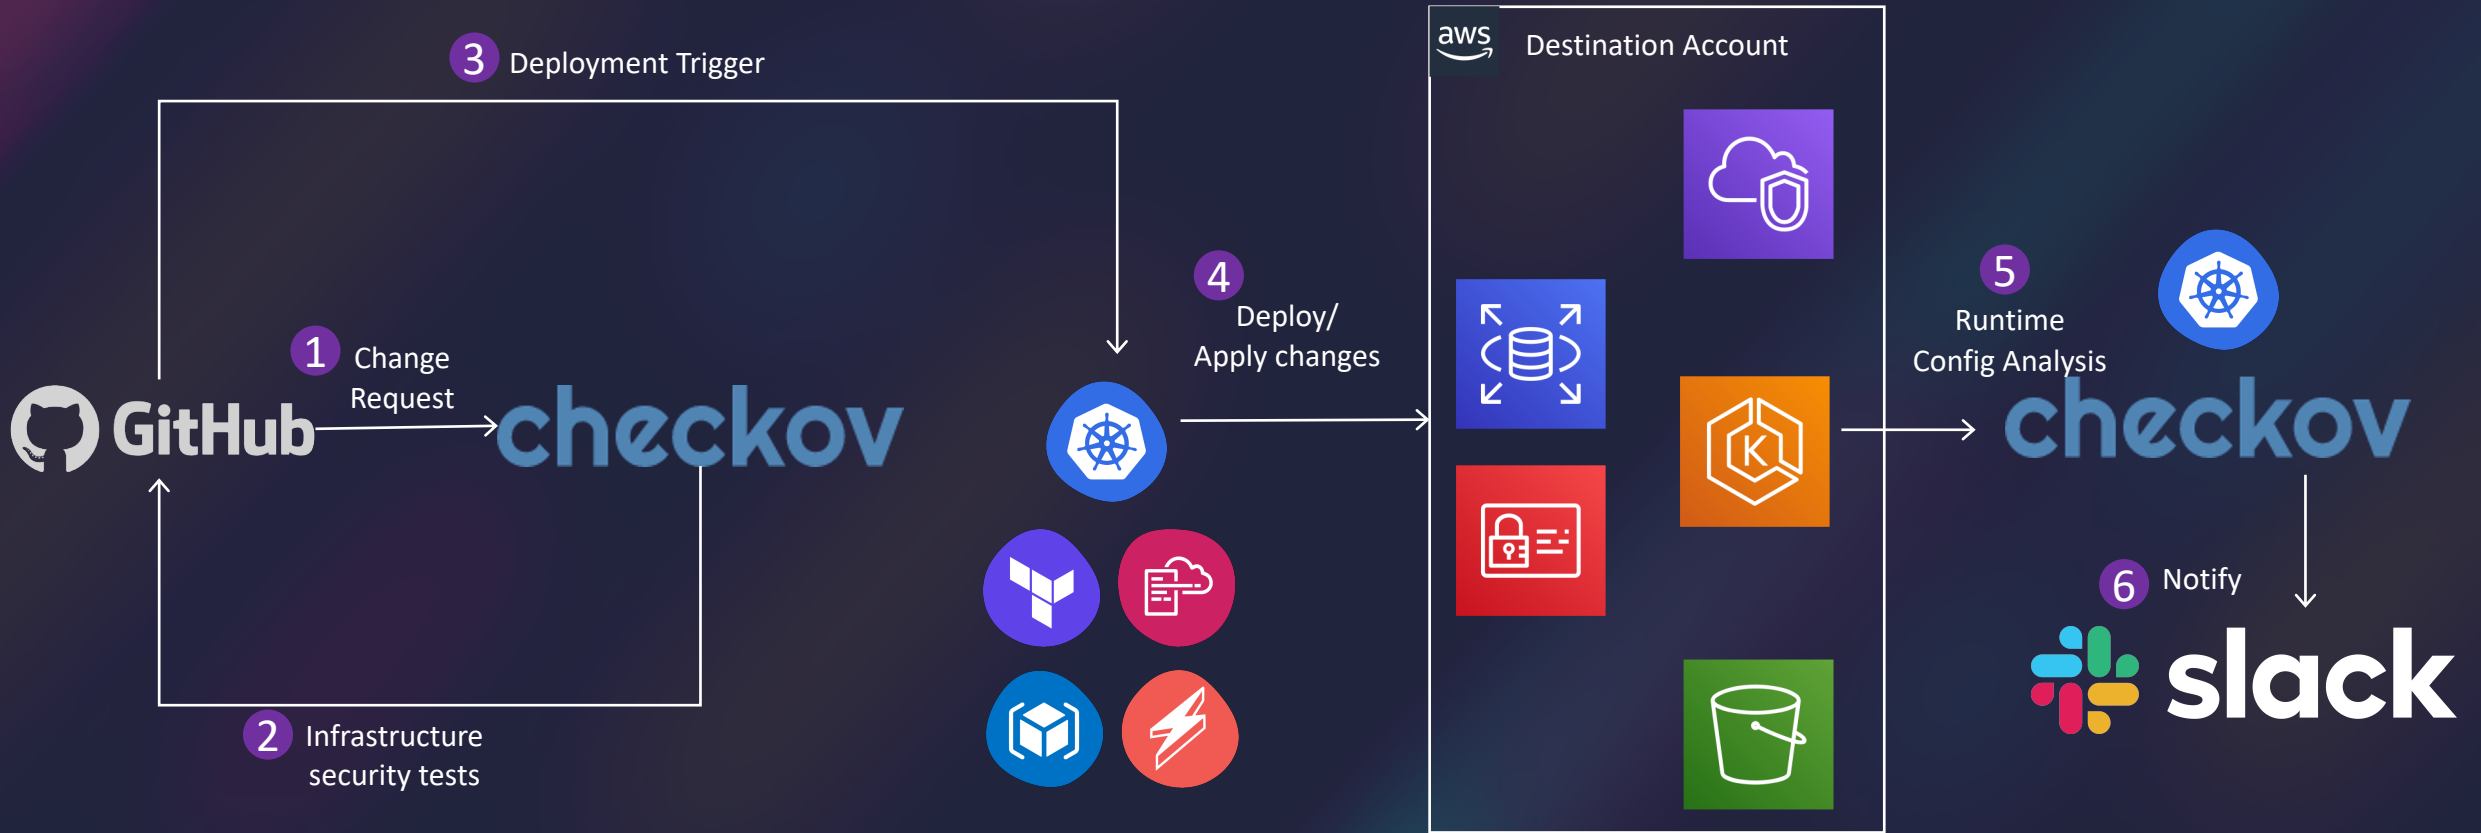 3 Deployment Trigger
aws Destination Account
1 Change
Request
GitHub
checkov
2 Infrastructure
security tests
4
Deploy/
Apply changes
K
5
Runtime
Config Analysis
checkov
6 Notify
slack